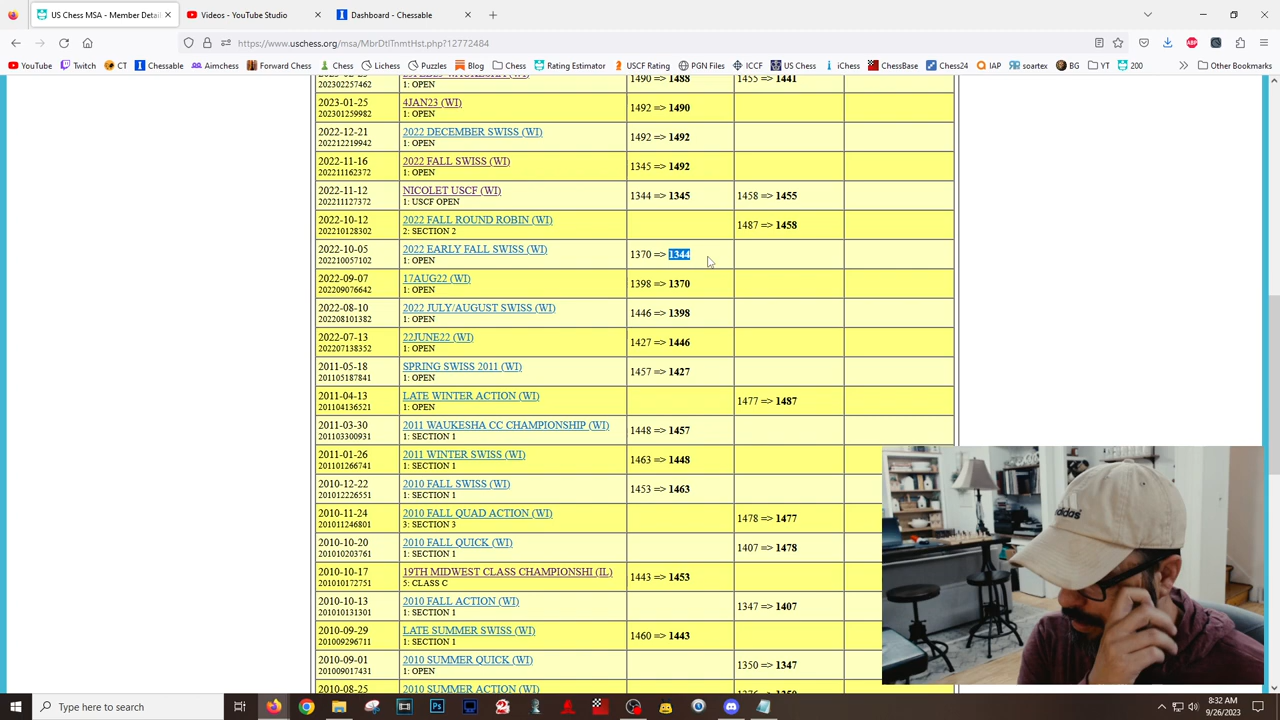 US Chess MSA - Member Detail
Videos - YouTube Studio
Dashboard - Chessable
https://www.uschess.org/msa/MbrDtlTnmtHst.php?12772484
YouTube Twitch CT Chessable Aimchess Forward Chess Chess Lichess Puzzles Blog Chess Rating Estimator USCF Rating PGN Files ICCF US Chess iChess ChessBase Chess24 IAP soartex BG YT 200 Other Bookmarks
202302257462 1: OPEN 1490 => 1488 1455 => 1441
2023-01-25 4JAN23 (WI) 1492 => 1490
202301259982 1: OPEN
2022-12-21 2022 DECEMBER SWISS (WI) 1492 => 1492
202212219942 1: OPEN
2022-11-16 2022 FALL SWISS (WI) 1345 => 1492
202211162372 1: OPEN
2022-11-12 NICOLET USCF (WI) 1344 => 1345 1458 => 1455
202211127372 1: USCF OPEN
2022-10-12 2022 FALL ROUND ROBIN (WI) 1487 => 1458
202210128302 2: SECTION 2
2022-10-05 2022 EARLY FALL SWISS (WI) 1370 => 1344
202210057102 1: OPEN
2022-09-07 17AUG22 (WI) 1398 => 1370
202209076642 1: OPEN
2022-08-10 2022 JULY/AUGUST SWISS (WI) 1446 => 1398
202208101382 1: OPEN
2022-07-13 22JUNE22 (WI) 1427 => 1446
202207138352 1: OPEN
2011-05-18 SPRING SWISS 2011 (WI) 1457 => 1427
201105187841 1: OPEN
2011-04-13 LATE WINTER ACTION (WI) 1477 => 1487
201104136521 1: OPEN
2011-03-30 2011 WAUKESHA CC CHAMPIONSHIP (WI) 1448 => 1457
201103300931 1: SECTION 1
2011-01-26 2011 WINTER SWISS (WI) 1463 => 1448
201101266741 1: SECTION 1
2010-12-22 2010 FALL SWISS (WI) 1453 => 1463
201012226551 1: SECTION 1
2010-11-24 2010 FALL QUAD ACTION (WI) 1478 => 1477
201011246801 3: SECTION 3
2010-10-20 2010 FALL QUICK (WI) 1407 => 1478
201010203761 1: SECTION 1
2010-10-17 19TH MIDWEST CLASS CHAMPIONSHI (IL) 1443 => 1453
201010172751 5: CLASS C
2010-10-13 2010 FALL ACTION (WI) 1347 => 1407
201010131301 1: SECTION 1
2010-09-29 LATE SUMMER SWISS (WI) 1460 => 1443
201009296711 1: SECTION 1
2010-09-01 2010 SUMMER QUICK (WI) 1350 => 1347
201009017431 1: OPEN
2010-08-25 2010 SUMMER ACTION (WI)
adidas
Type here to search
8:32 AM
9/26/2023